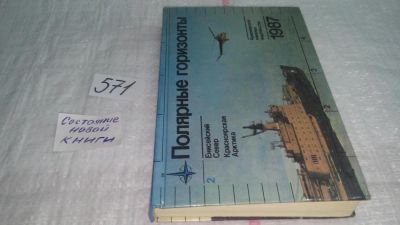 571
Состояние
новой
книги
Полярные горизонты
2
Енисейский
Север
Красноярская
Арктика
1987